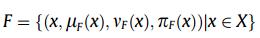 F = {(x, μ_F(x), ν_F(x), π_F(x))|x ∈ X}